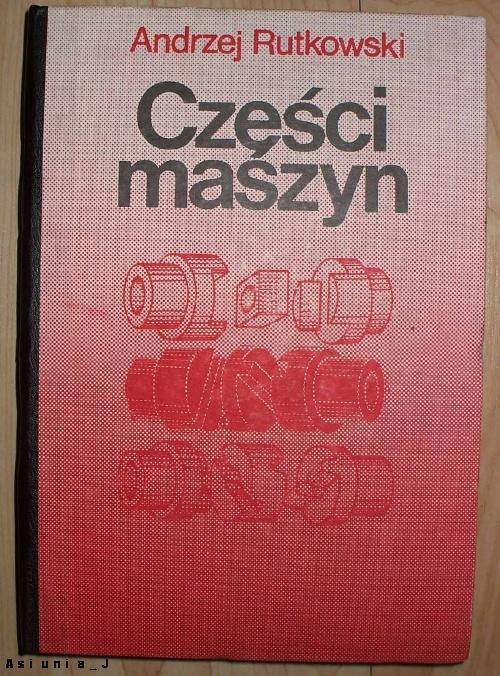 Andrzej Rutkowski
Części
maszyn
Asiunia_J